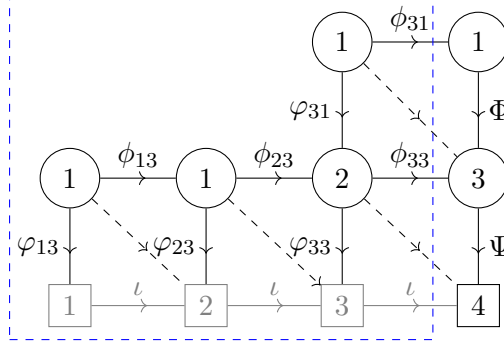 1 ϕ₃₁ 1
φ₃₁ Φ
1 ϕ₁₃ 1 ϕ₂₃ 2 ϕ₃₃ 3
φ₁₃ φ₂₃ φ₃₃ Ψ
1 ι 2 ι 3 ι 4